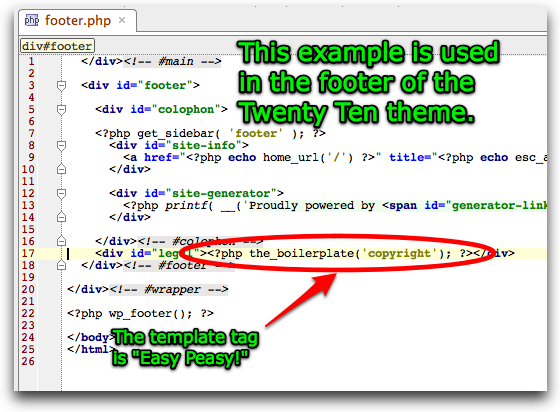 footer.php
div#footer
This example is used
in the footer of the
Twenty Ten theme.
1 </div><!-- #main -->
2
3 <div id="footer">
4
5 <div id="colophon">
6
7 <?php get_sidebar( 'footer' ); ?>
8 <div id="site-info">
9 <a href="<?php echo home_url('/') ?>" title="<?php echo esc_a
10 </div>
11
12 <div id="site-generator">
13 <?php printf( __('Proudly powered by <span id="generator-link
14 </div>
15
16 </div><!-- #colophon -->
17 <div id="leg"><?php the_boilerplate('copyright'); ?></div>
18 </div><!-- #footer -->
19
20 </div><!-- #wrapper -->
21
22 <?php wp_footer(); ?>
23
24 </body>
25 </html>
26
The template tag
is "Easy Peasy!"